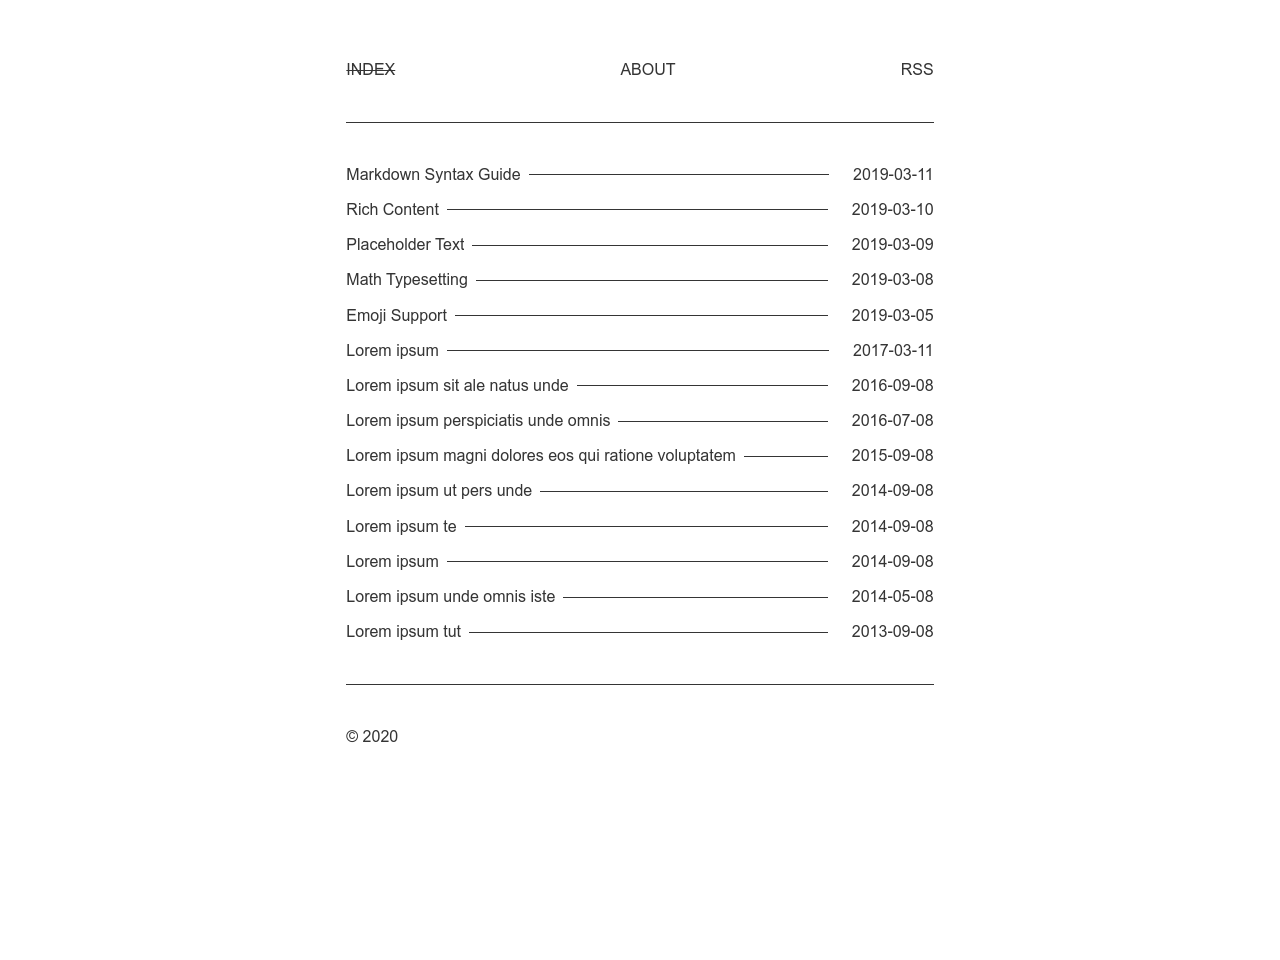 INDEX ABOUT RSS
Markdown Syntax Guide 2019-03-11
Rich Content 2019-03-10
Placeholder Text 2019-03-09
Math Typesetting 2019-03-08
Emoji Support 2019-03-05
Lorem ipsum 2017-03-11
Lorem ipsum sit ale natus unde 2016-09-08
Lorem ipsum perspiciatis unde omnis 2016-07-08
Lorem ipsum magni dolores eos qui ratione voluptatem 2015-09-08
Lorem ipsum ut pers unde 2014-09-08
Lorem ipsum te 2014-09-08
Lorem ipsum 2014-09-08
Lorem ipsum unde omnis iste 2014-05-08
Lorem ipsum tut 2013-09-08
© 2020